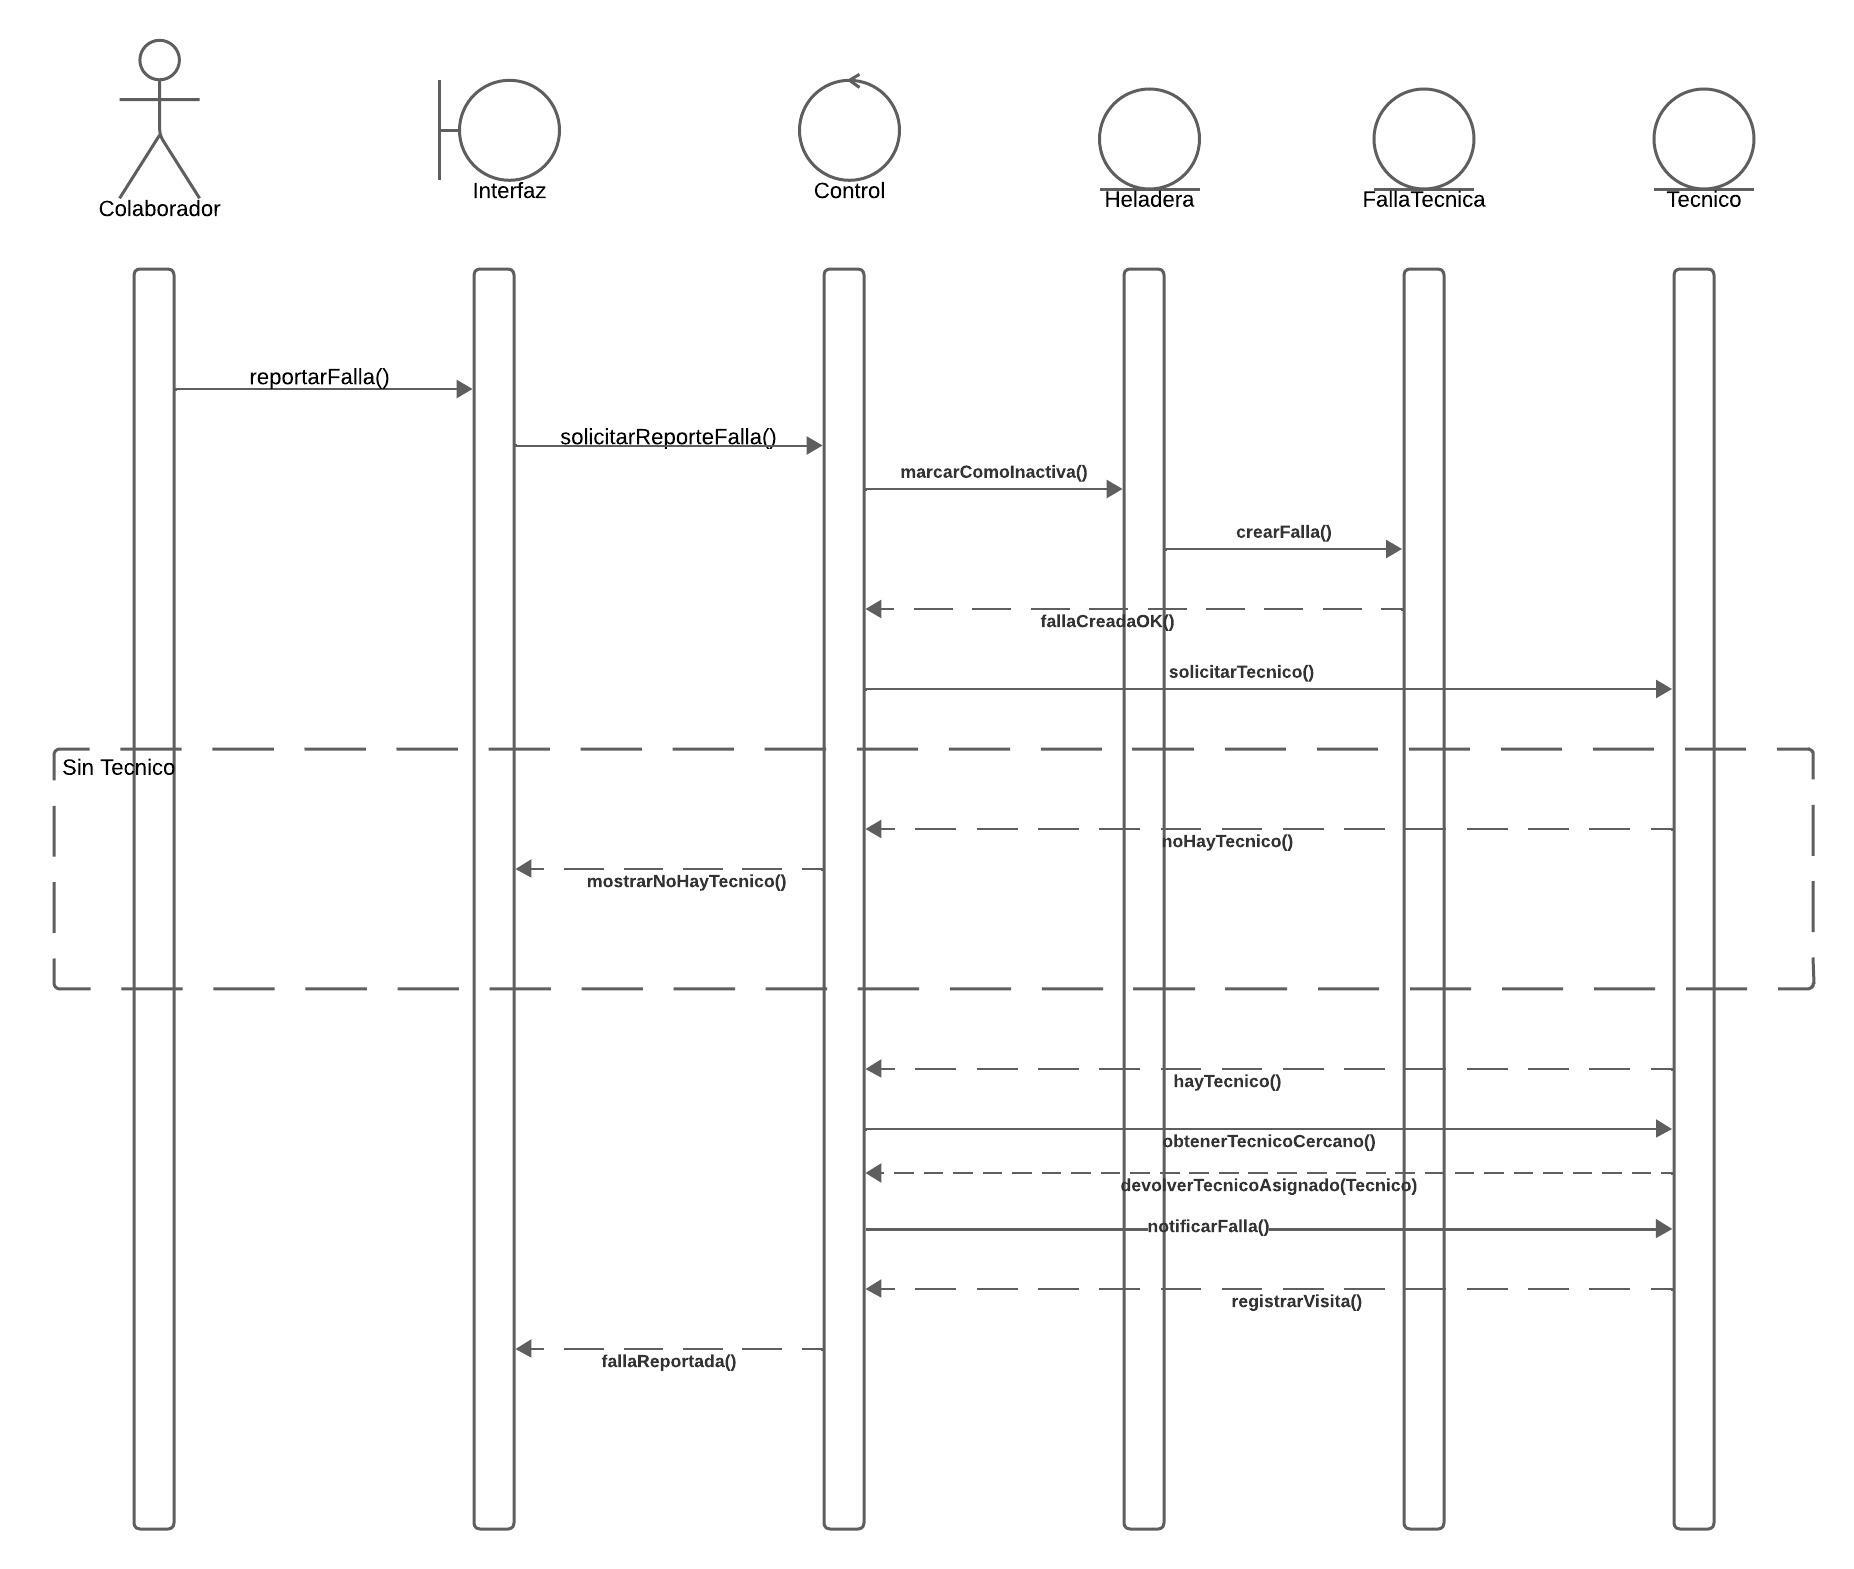 Colaborador
Interfaz
Control
Heladera
FallaTecnica
Tecnico
reportarFalla()
solicitarReporteFalla()
marcarComoInactiva()
crearFalla()
fallaCreadaOK()
solicitarTecnico()
Sin Tecnico
noHayTecnico()
mostrarNoHayTecnico()
hayTecnico()
obtenerTecnicoCercano()
devolverTecnicoAsignado(Tecnico)
notificarFalla()
registrarVisita()
fallaReportada()